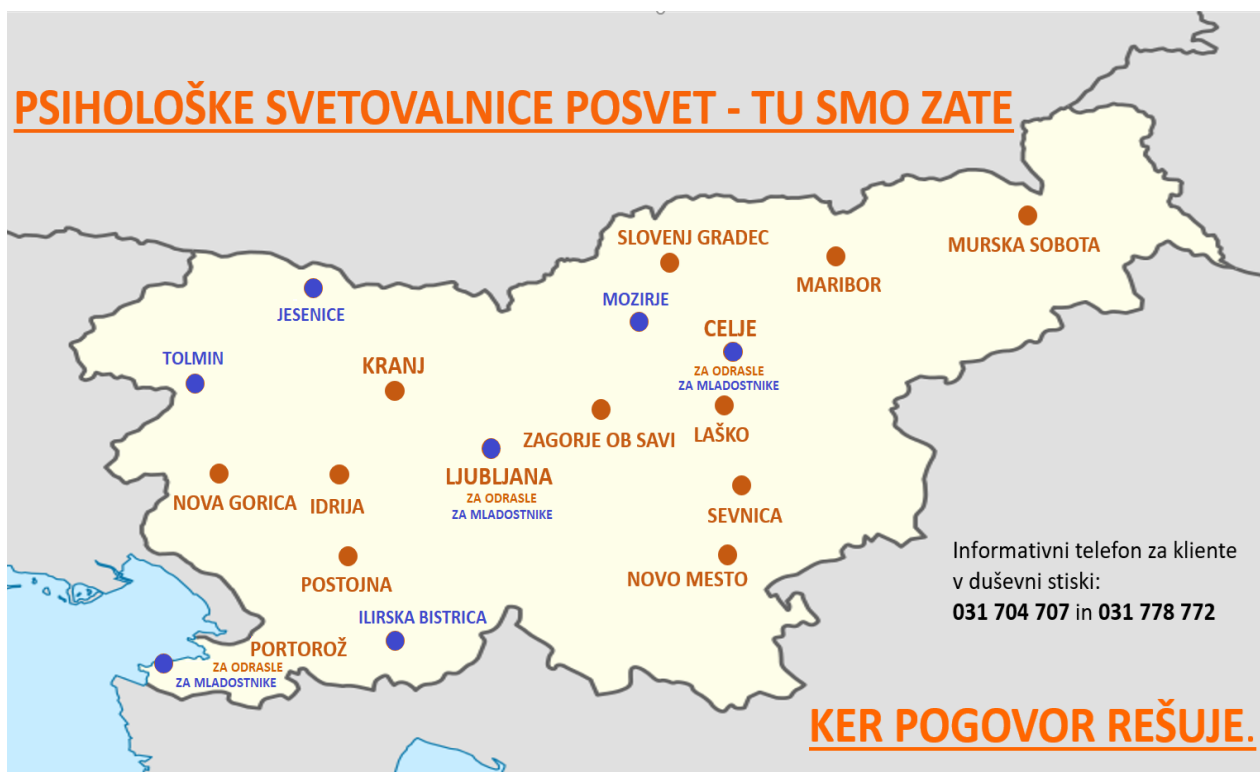 PSIHOLOŠKE SVETOVALNICE POSVET - TU SMO ZATE
SLOVENJ GRADEC
MURSKA SOBOTA
MARIBOR
MOZIRJE
JESENICE
CELJE
ZA ODRASLE
ZA MLADOSTNIKE
TOLMIN
KRANJ
ZAGORJE OB SAVI
LAŠKO
LJUBLJANA
ZA ODRASLE
ZA MLADOSTNIKE
NOVA GORICA
IDRIJA
SEVNICA
POSTOJNA
NOVO MESTO
Informativni telefon za kliente
v duševni stiski:
031 704 707 in 031 778 772
ILIRSKA BISTRICA
PORTOROŽ
ZA ODRASLE
ZA MLADOSTNIKE
KER POGOVOR REŠUJE.